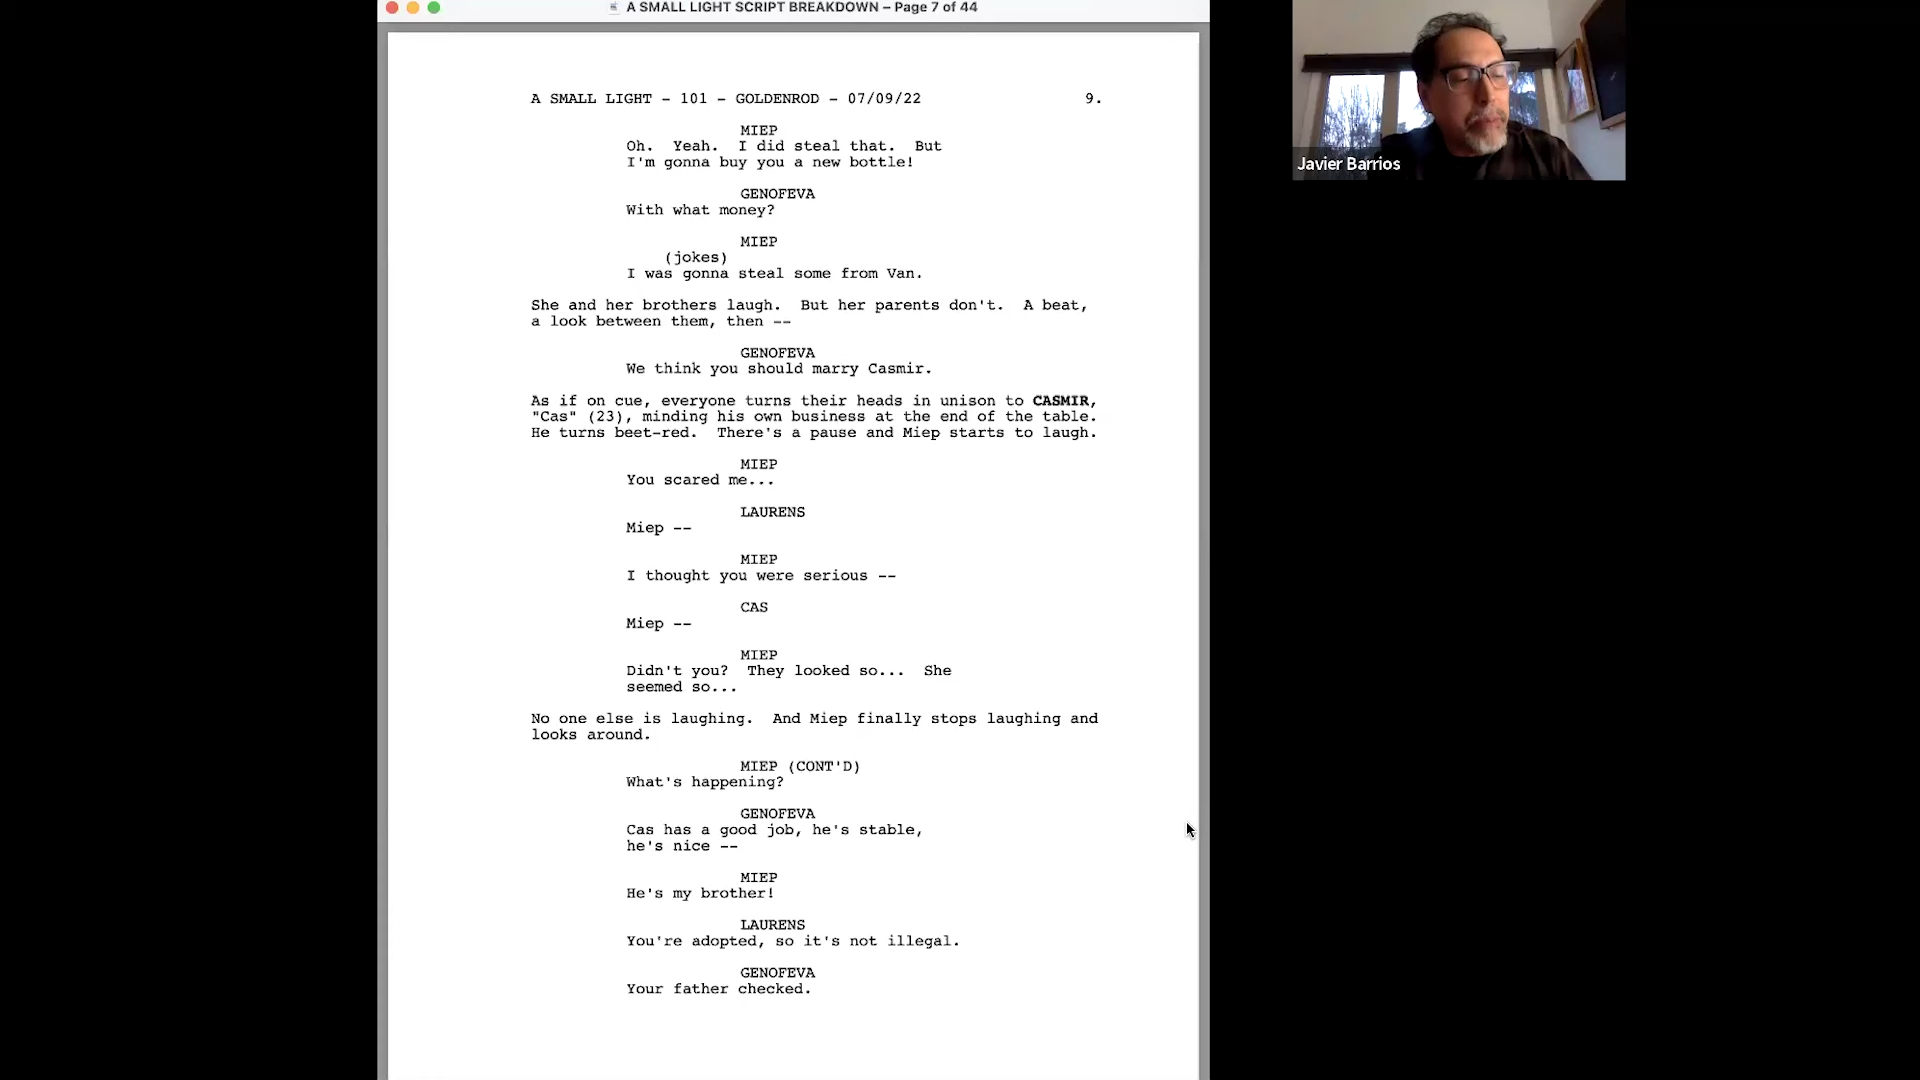 A SMALL LIGHT SCRIPT BREAKDOWN – Page 7 of 44
A SMALL LIGHT – 101 – GOLDENROD – 07/09/22 9.
MIEP
Oh. Yeah. I did steal that. But
I'm gonna buy you a new bottle!
GENOFEVA
With what money?
MIEP
(jokes)
I was gonna steal some from Van.
She and her brothers laugh. But her parents don't. A beat,
a look between them, then --
GENOFEVA
We think you should marry Casmir.
As if on cue, everyone turns their heads in unison to CASMIR,
"Cas" (23), minding his own business at the end of the table.
He turns beet-red. There's a pause and Miep starts to laugh.
MIEP
You scared me...
LAURENS
Miep --
MIEP
I thought you were serious --
CAS
Miep --
MIEP
Didn't you? They looked so... She
seemed so...
No one else is laughing. And Miep finally stops laughing and
looks around.
MIEP (CONT'D)
What's happening?
GENOFEVA
Cas has a good job, he's stable,
he's nice --
MIEP
He's my brother!
LAURENS
You're adopted, so it's not illegal.
GENOFEVA
Your father checked.
Javier Barrios